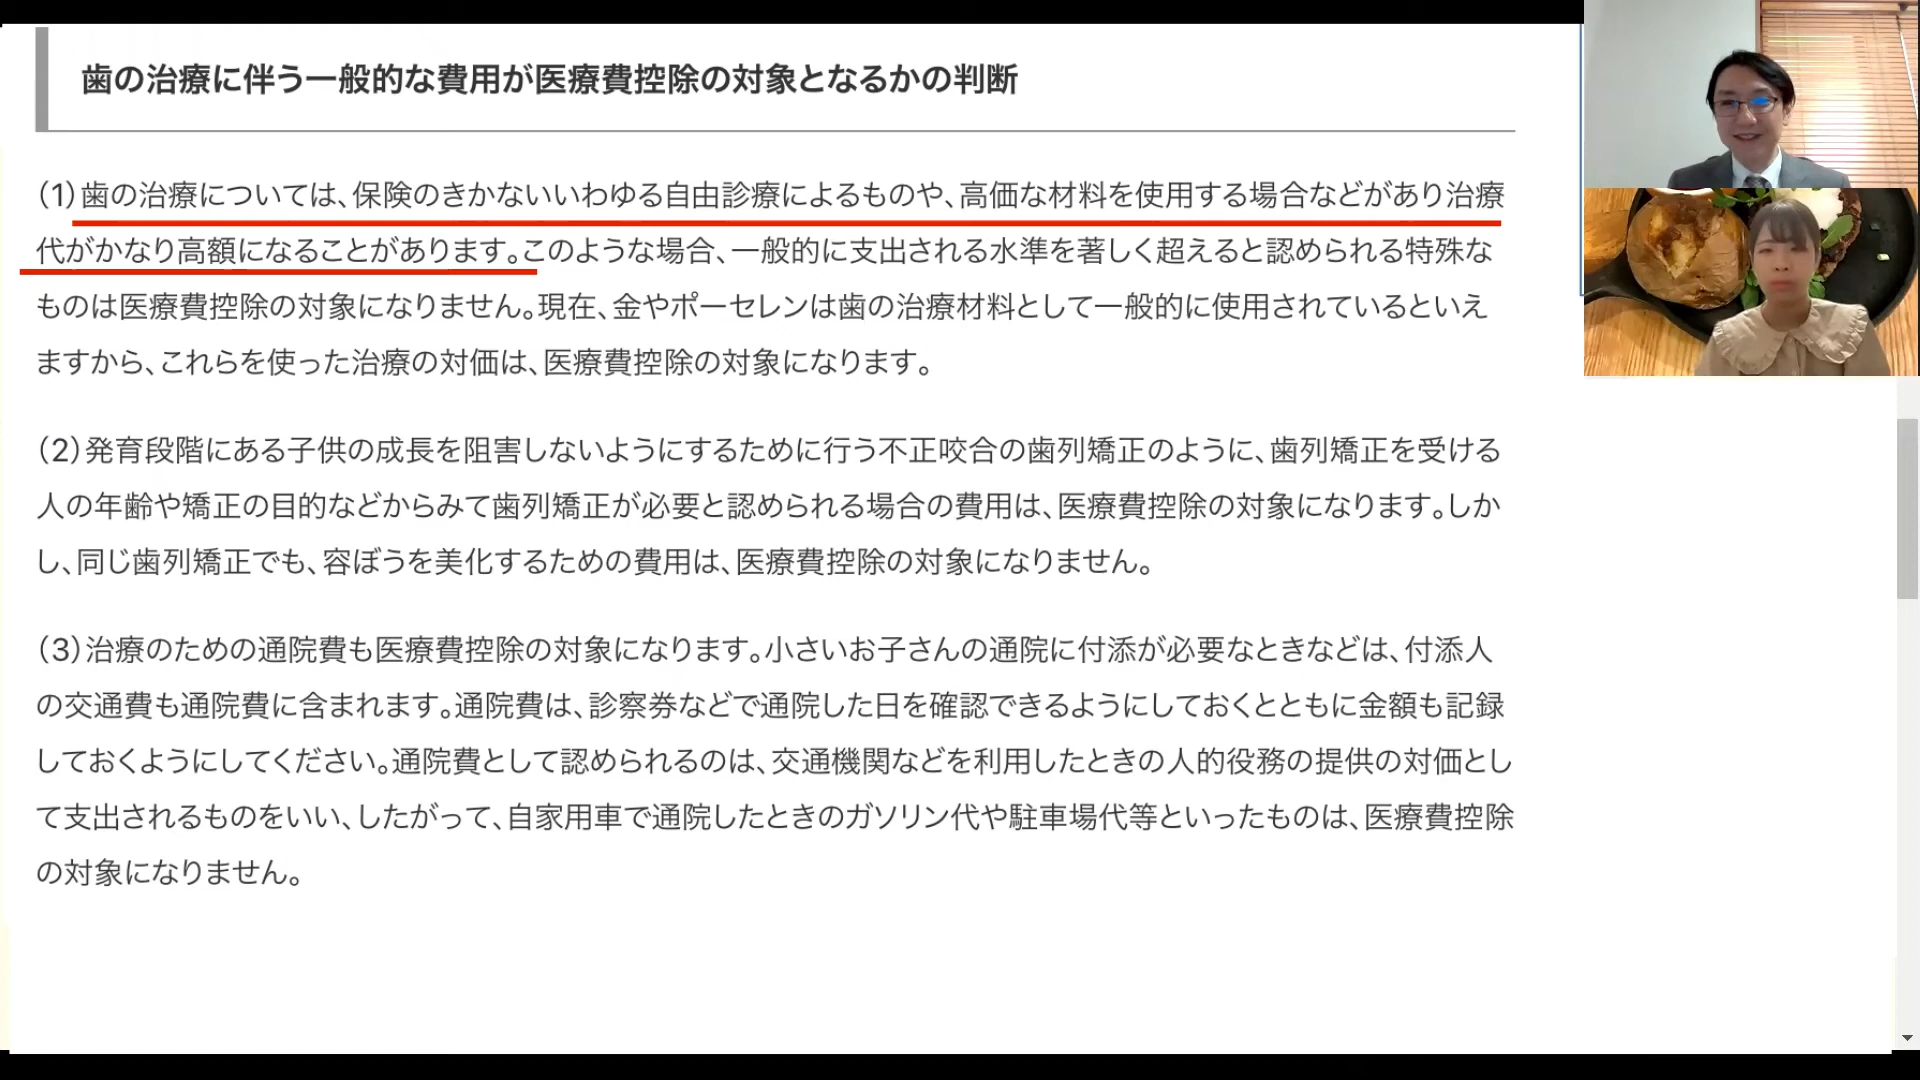 歯の治療に伴う一般的な費用が医療費控除の対象となるかの判断
（1）歯の治療については、保険のきかないいわゆる自由診療によるものや、高価な材料を使用する場合などがあり治療
代がかなり高額になることがあります。このような場合、一般的に支出される水準を著しく超えると認められる特殊な
ものは医療費控除の対象になりません。現在、金やポーセレンは歯の治療材料として一般的に使用されているといえ
ますから、これらを使った治療の対価は、医療費控除の対象になります。
（2）発育段階にある子供の成長を阻害しないようにするために行う不正咬合の歯列矯正のように、歯列矯正を受ける
人の年齢や矯正の目的などからみて歯列矯正が必要と認められる場合の費用は、医療費控除の対象になります。しか
し、同じ歯列矯正でも、容ぼうを美化するための費用は、医療費控除の対象になりません。
（3）治療のための通院費も医療費控除の対象になります。小さいお子さんの通院に付添が必要なときなどは、付添人
の交通費も通院費に含まれます。通院費は、診察券などで通院した日を確認できるようにしておくとともに金額も記録
しておくようにしてください。通院費として認められるのは、交通機関などを利用したときの人的役務の提供の対価とし
て支出されるものをいい、したがって、自家用車で通院したときのガソリン代や駐車場代等といったものは、医療費控除
の対象になりません。